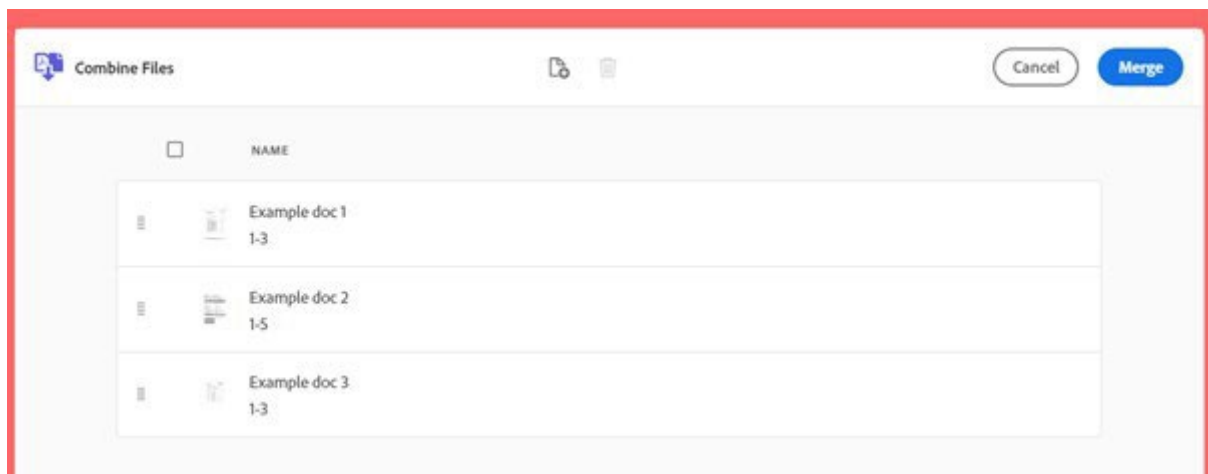 Combine Files
Cancel
Merge
NAME
Example doc 1
1-3
Example doc 2
1-5
Example doc 3
1-3